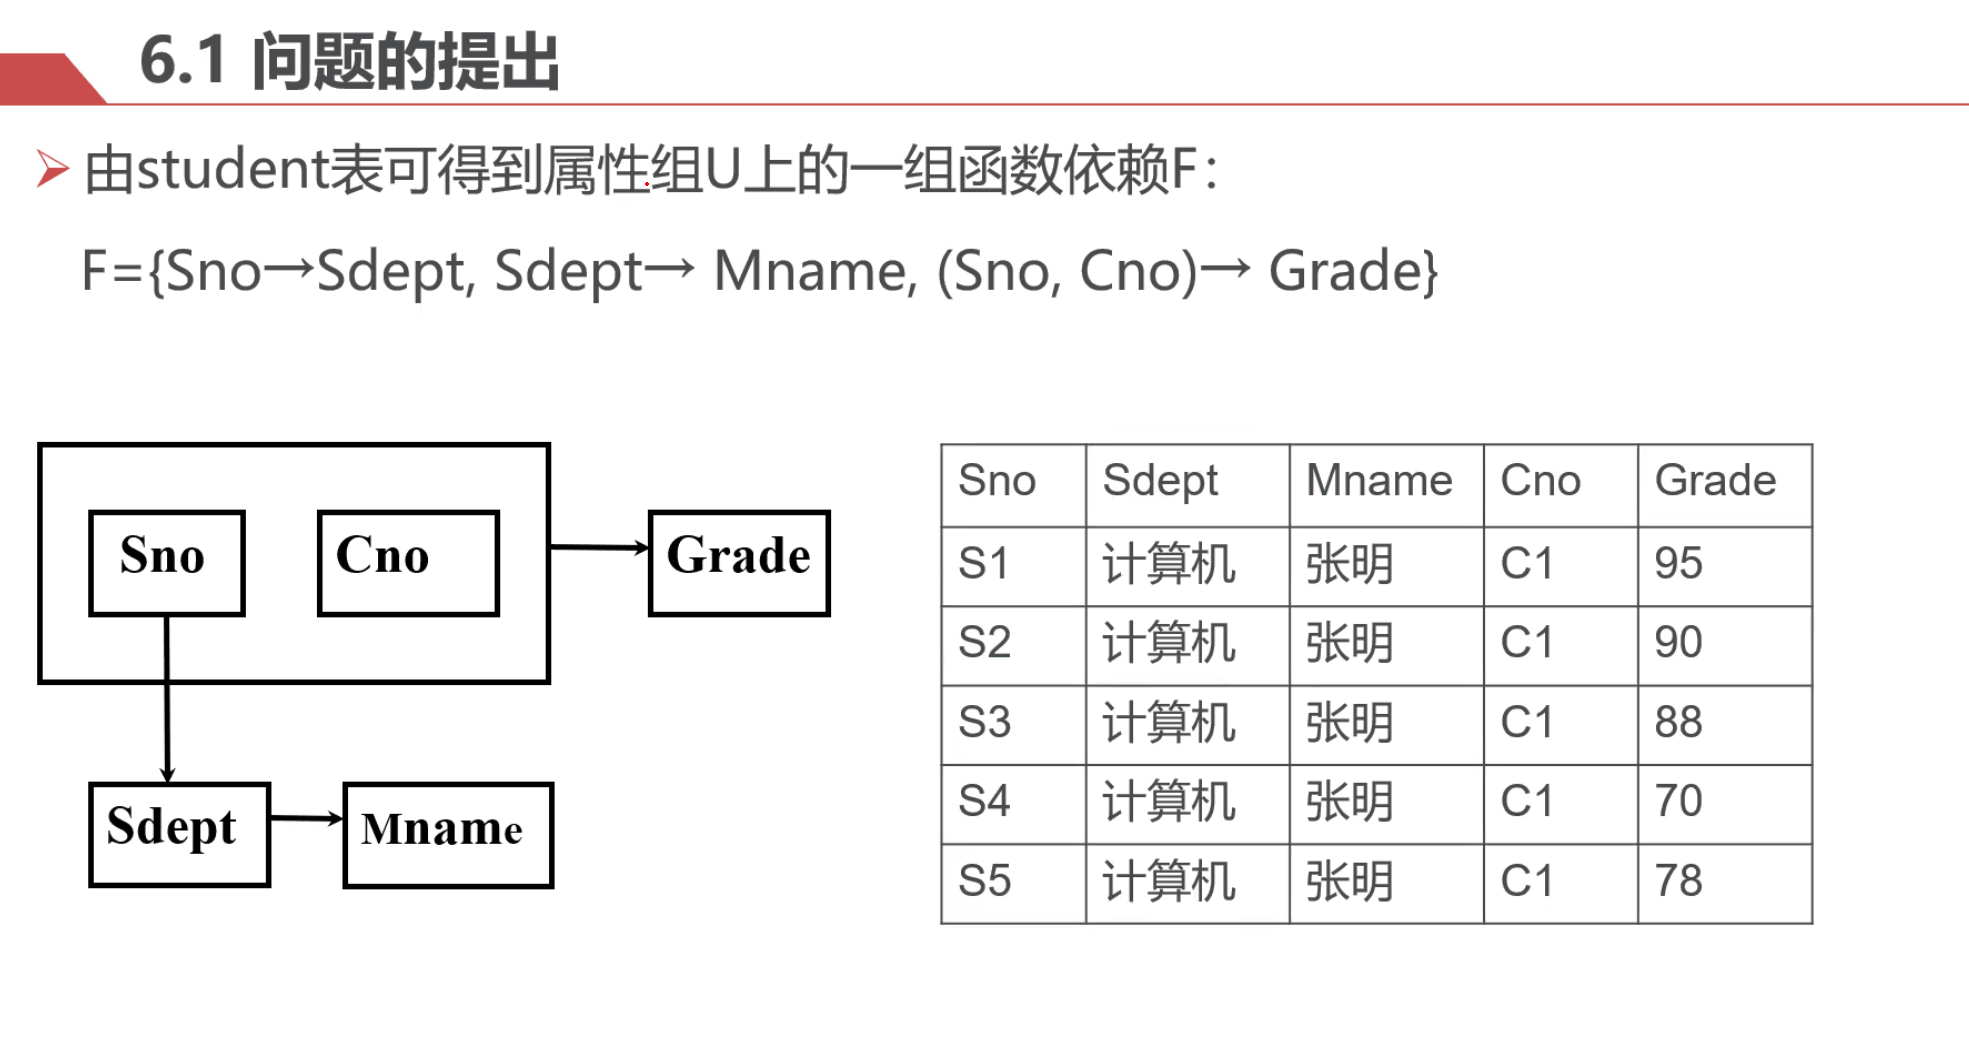 6.1 问题的提出
由student表可得到属性组U上的一组函数依赖F：
F={Sno→Sdept, Sdept→ Mname, (Sno, Cno)→ Grade}
Sno Cno Grade
Sdept Mname
Sno Sdept Mname Cno Grade
S1 计算机 张明 C1 95
S2 计算机 张明 C1 90
S3 计算机 张明 C1 88
S4 计算机 张明 C1 70
S5 计算机 张明 C1 78